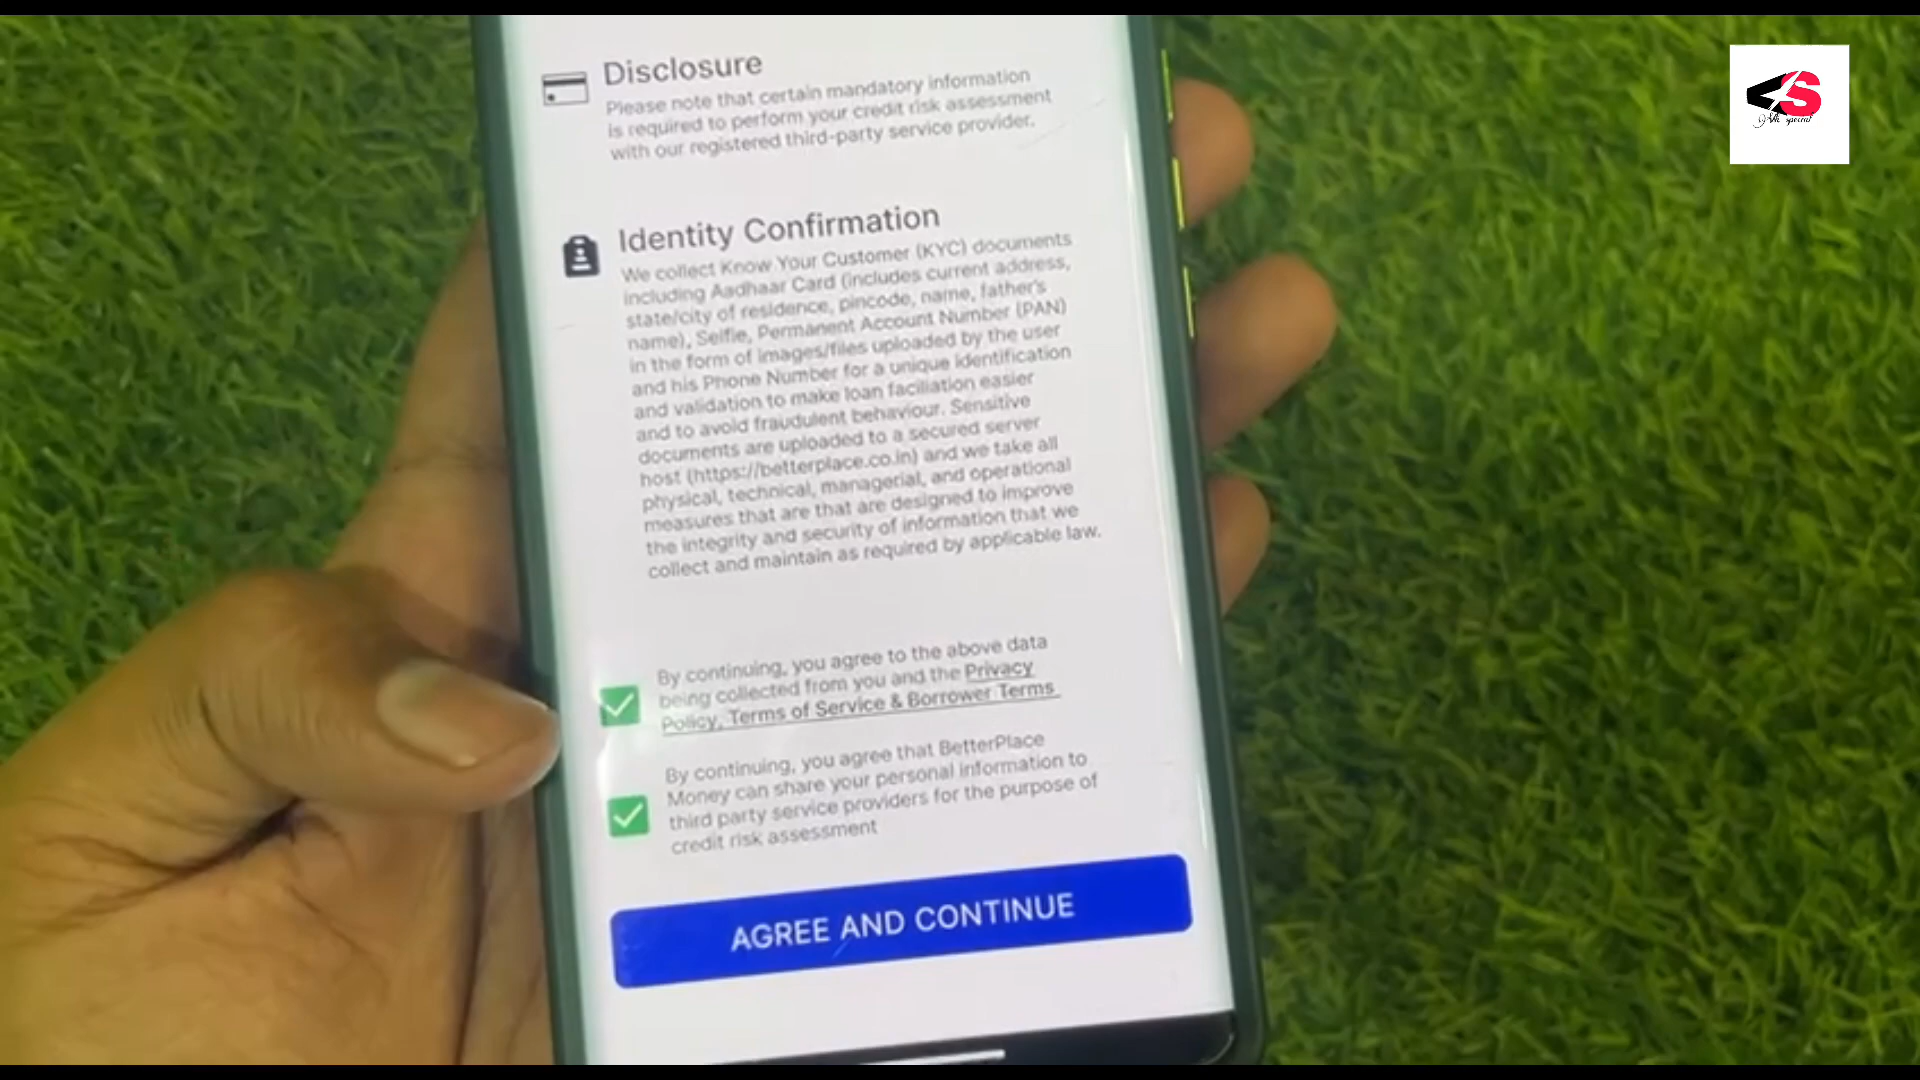 Disclosure
Please note that certain mandatory information
is required to perform your credit risk assessment
with our registered third-party service provider.
Identity Confirmation
We collect Know Your Customer (KYC) documents
including Aadhaar Card (includes current address,
state/city of residence, pincode, name, father's
name), Selfie, Permanent Account Number (PAN)
in the form of images/files uploaded by the user
and his Phone Number for a unique identification
and validation to make loan faciliation easier
and to avoid fraudulent behaviour. Sensitive
documents are uploaded to a secured server
host (https://betterplace.co.in) and we take all
physical, technical, managerial, and operational
measures that are that are designed to improve
the integrity and security of information that we
collect and maintain as required by applicable law.
By continuing, you agree to the above data
being collected from you and the Privacy
Policy, Terms of Service & Borrower Terms
By continuing, you agree that BetterPlace
Money can share your personal information to
third party service providers for the purpose of
credit risk assessment
AGREE AND CONTINUE
S
special